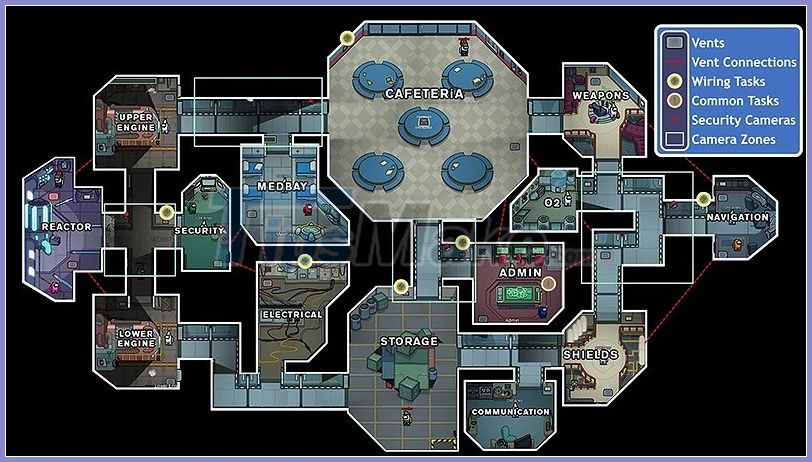 Vents
Vent Connections
Wiring Tasks
Common Tasks
Security Cameras
Camera Zones
CAFETERIA
WEAPONS
UPPER
ENGINE
MEDBAY
O2
REACTOR
SECURITY
NAVIGATION
ADMIN
Admin
ELECTRICAL
LOWER
ENGINE
STORAGE
SHIELDS
COMMUNICATION